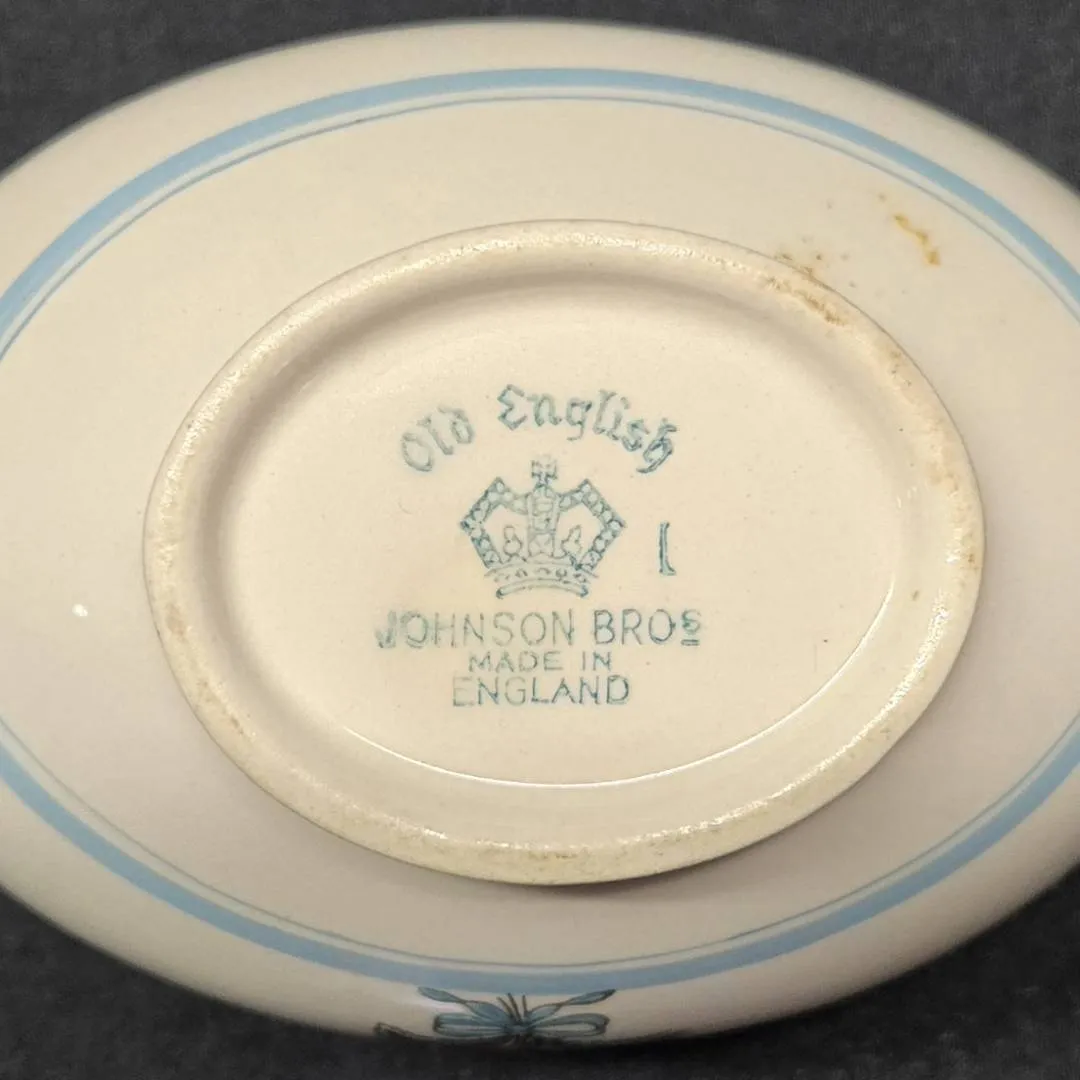 Old English
I
JOHNSON BROS
MADE IN
ENGLAND